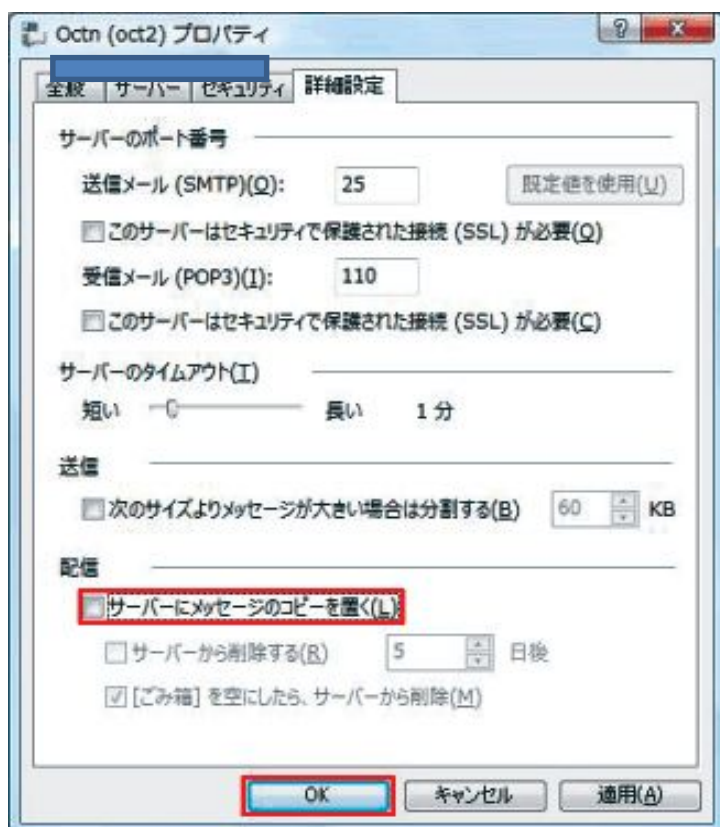 Octn (oct2) プロパティ
全般 サーバー セキュリティ 詳細設定
サーバーのポート番号
送信メール (SMTP)(O): 25 既定値を使用(U)
このサーバーはセキュリティで保護された接続 (SSL) が必要(Q)
受信メール (POP3)(I): 110
このサーバーはセキュリティで保護された接続 (SSL) が必要(C)
サーバーのタイムアウト(T)
短い 長い 1 分
送信
次のサイズよりメッセージが大きい場合は分割する(B) 60 KB
配信
サーバーにメッセージのコピーを置く(L)
サーバーから削除する(R) 5 日後
[ごみ箱] を空にしたら、サーバーから削除(M)
OK キャンセル 適用(A)